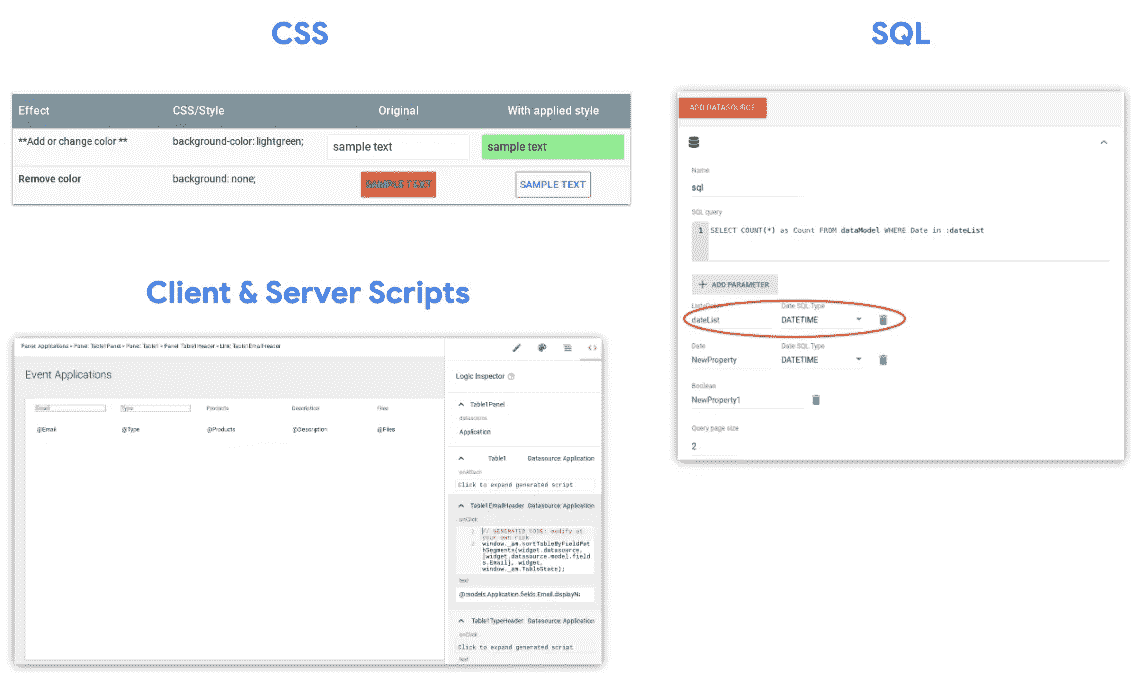 CSS
Effect CSS/Style Original With applied style
**Add or change color ** background-color: lightgreen; sample text sample text
Remove color background: none; SAMPLE TEXT SAMPLE TEXT
Client & Server Scripts
Panel: Applications > Panel: Table1Panel > Panel: Table1 > Panel: Table1Header > Link: Table1EmailHeader
Event Applications
Email Type Products Description Files
@Email @Type @Products @Description @Files
Logic Inspector
Table1Panel
datasource
Application
Table1 Datasource: Application
onAttach
Click to expand generated script
Table1EmailHeader Datasource: Application
onClick
1 // GENERATED CODE: modify at
your own risk
2 window._am.sortTableByFieldPat
hSegments(widget.datasource,
[widget.datasource.model.field
s.Email], widget,
window._am.TableState);
text
@models.Application.fields.Email.displayN
Table1TypeHeader Datasource: Application
onClick
Click to expand generated script
text
SQL
ADD DATASOURCE
Name
sql
SQL query
1 SELECT COUNT(*) as Count FROM dataModel WHERE Date in :dateList
+ ADD PARAMETER
Date SQL Type
dateList DATETIME
Date Date SQL Type
NewProperty DATETIME
Boolean
NewProperty1
Query page size
2